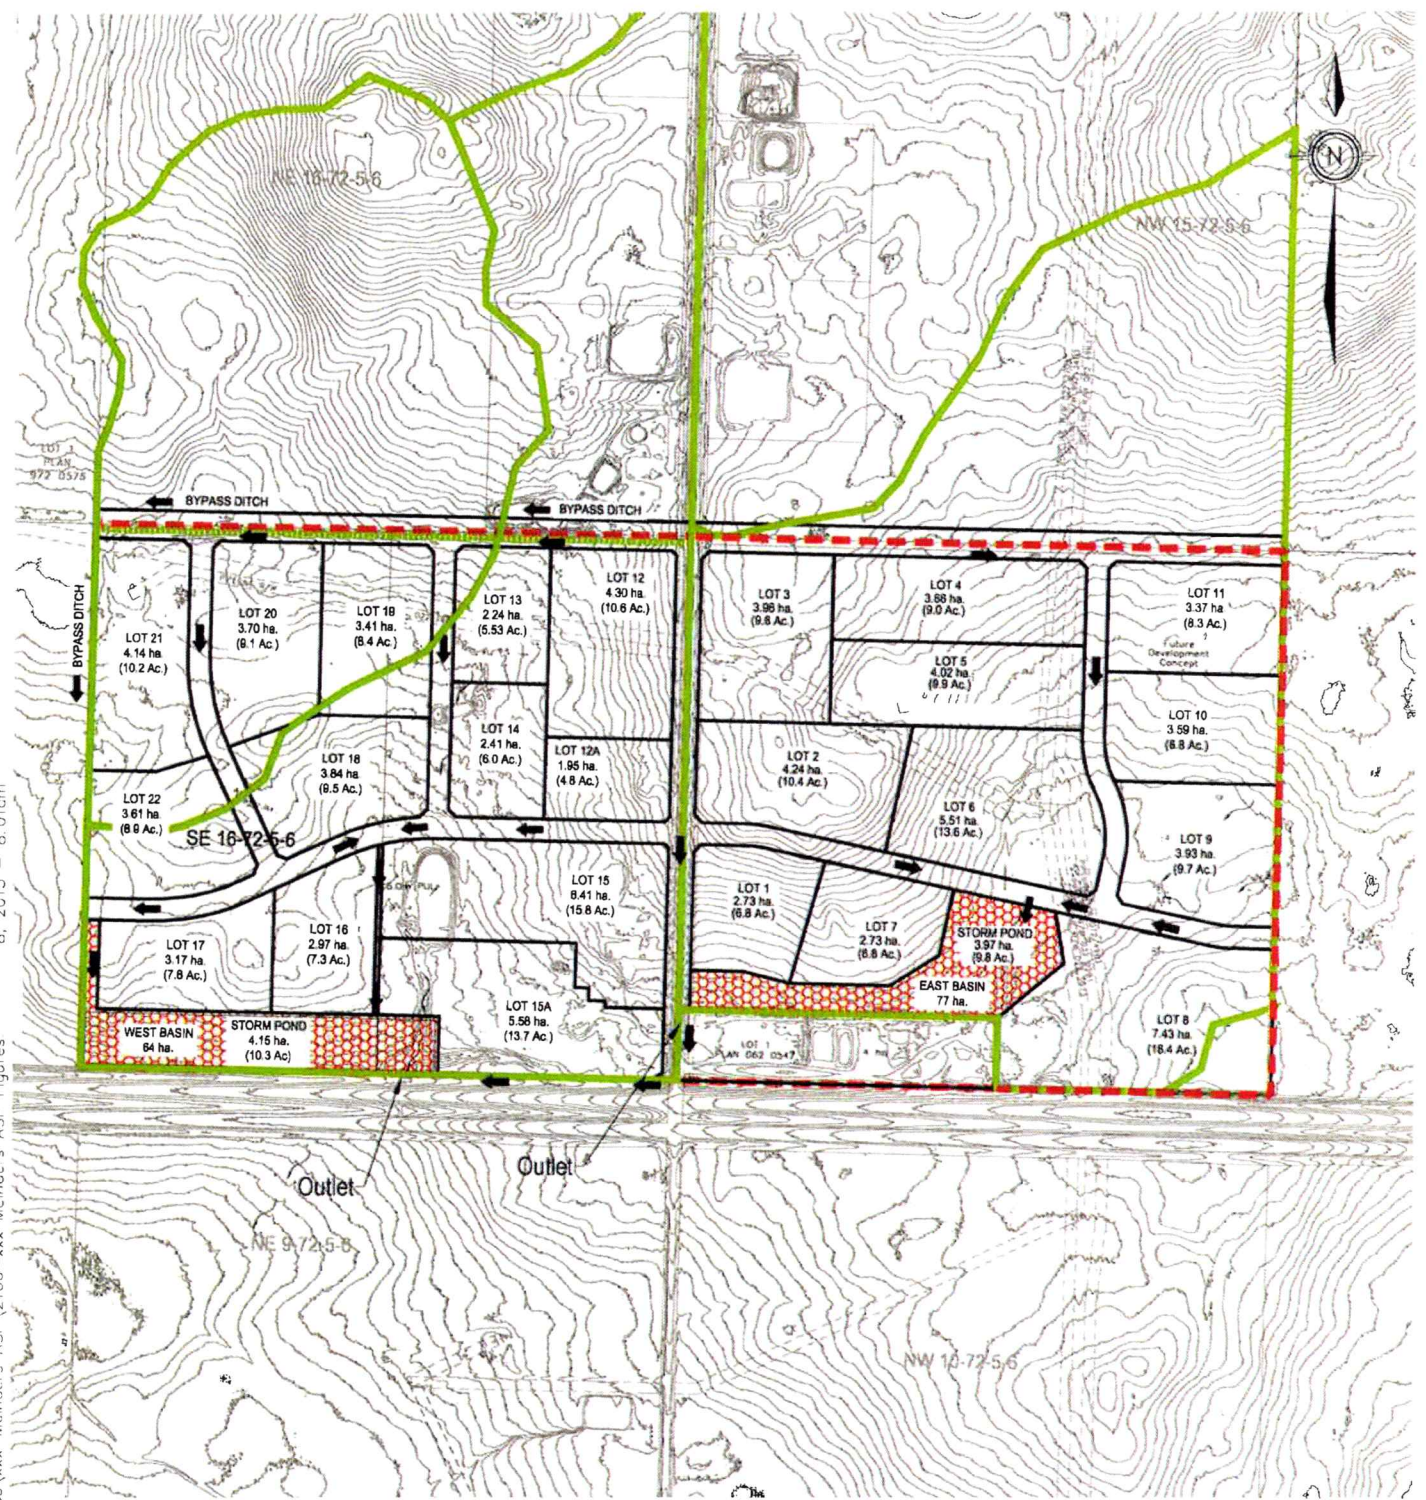 NE 16-72-5-6
N
NW 15-72-5-6
LOT 1
PLAN
972 0575
BYPASS DITCH
BYPASS DITCH
BYPASS DITCH
LOT 21
4.14 ha.
(10.2 Ac.)
LOT 20
3.70 ha.
(9.1 Ac.)
LOT 19
3.41 ha.
(8.4 Ac.)
LOT 13
2.24 ha.
(5.53 Ac.)
LOT 12
4.30 ha.
(10.6 Ac.)
LOT 3
3.96 ha.
(9.8 Ac.)
LOT 4
3.66 ha.
(9.0 Ac.)
LOT 11
3.37 ha
(8.3 Ac.)
Future
Development
Concept
LOT 5
4.02 ha.
(9.9 Ac.)
LOT 10
3.59 ha.
(8.8 Ac.)
LOT 14
2.41 ha.
(6.0 Ac.)
LOT 12A
1.95 ha.
(4.8 Ac.)
LOT 2
4.24 ha.
(10.4 Ac.)
LOT 18
3.84 ha.
(9.5 Ac.)
LOT 22
3.61 ha.
(8.9 Ac.)
SE 16-72-5-6
LOT 6
5.51 ha.
(13.6 Ac.)
LOT 9
3.93 ha.
(9.7 Ac.)
LOT 15
6.41 ha.
(15.8 Ac.)
LOT 1
2.73 ha.
(6.8 Ac.)
LOT 17
3.17 ha.
(7.8 Ac.)
LOT 16
2.97 ha.
(7.3 Ac.)
LOT 7
2.73 ha.
(6.8 Ac.)
STORM POND
3.97 ha.
(9.8 Ac.)
EAST BASIN
77 ha.
WEST BASIN
64 ha.
STORM POND
4.15 ha.
(10.3 Ac)
LOT 15A
5.58 ha.
(13.7 Ac.)
LOT 1
PLAN 062 0347
LOT 8
7.43 ha.
(18.4 Ac.)
Outlet
Outlet
NE 9-72-5-6
NW 10-72-5-6